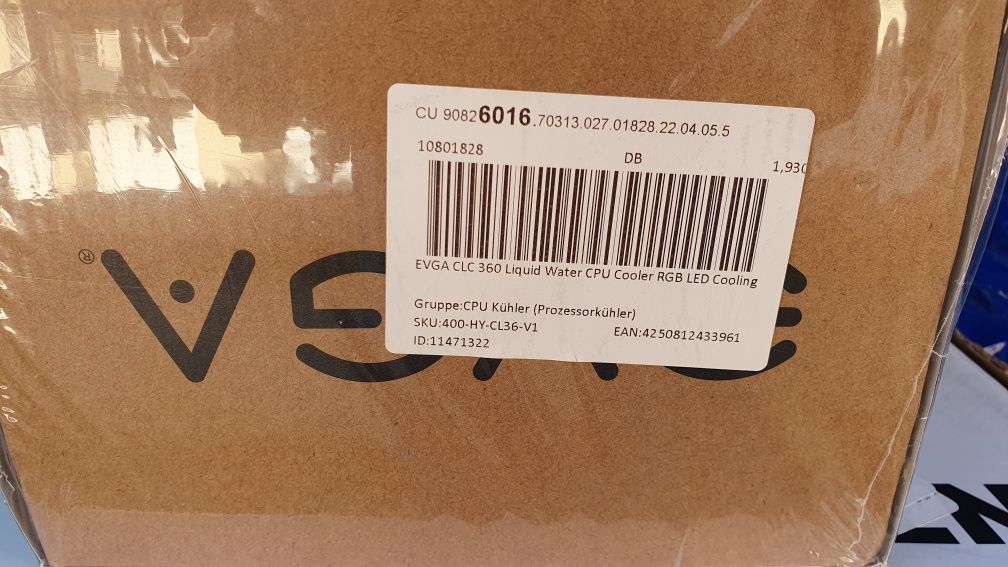 CU 90826016.70313.027.01828.22.04.05.5
10801828 DB 1,930
EVGA CLC 360 Liquid Water CPU Cooler RGB LED Cooling
Gruppe:CPU Kühler (Prozessorkühler)
SKU:400-HY-CL36-V1 EAN:4250812433961
ID:11471322
EVGA®